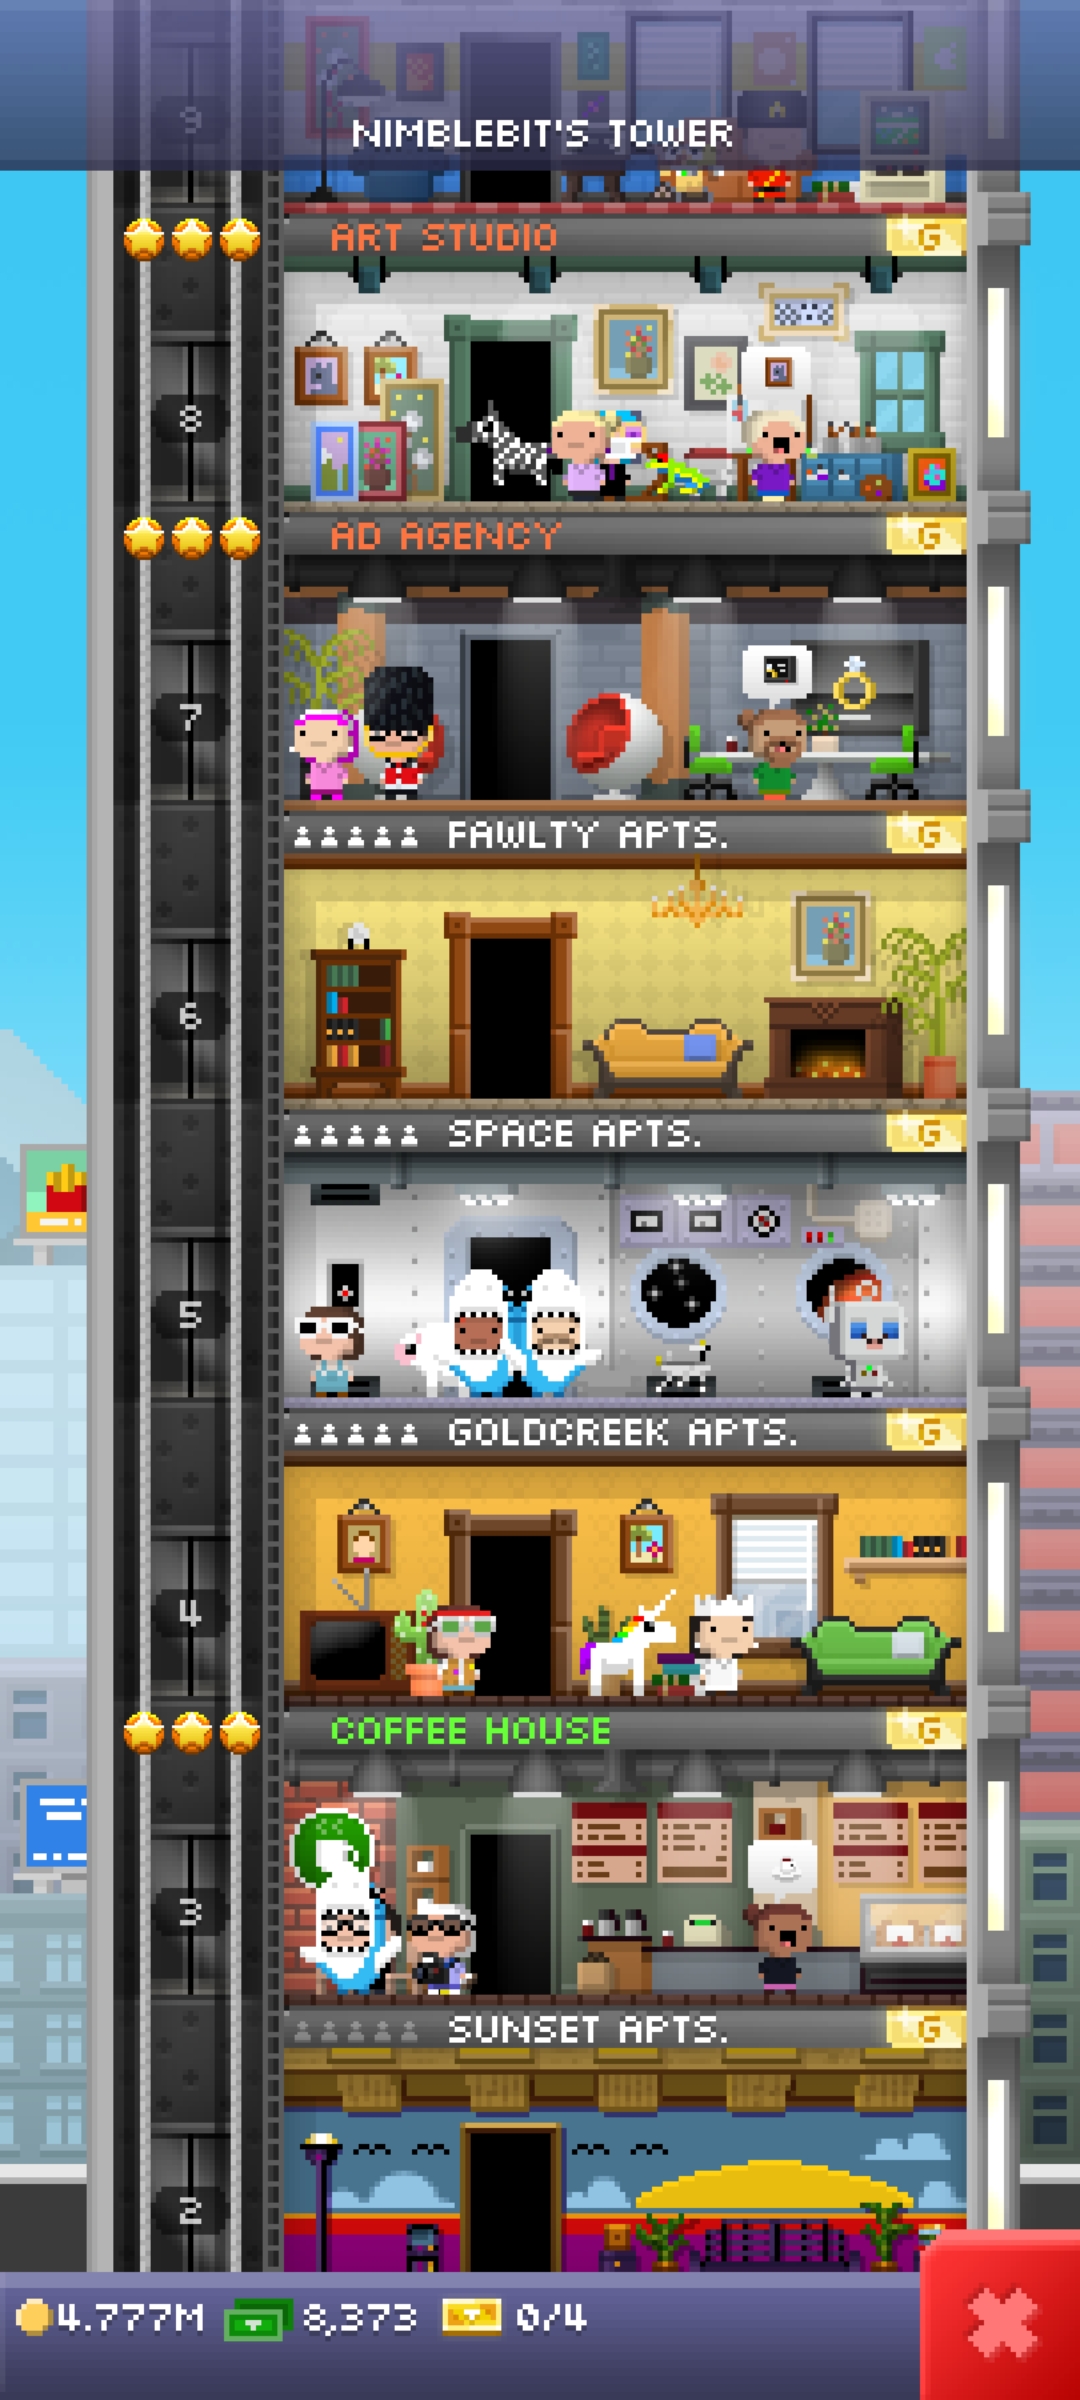 9
NIMBLEBIT'S TOWER
ART STUDIO G
8
AD AGENCY G
7
FAWLTY APTS. G
6
SPACE APTS. G
5
GOLDCREEK APTS. G
4
COFFEE HOUSE G
3
SUNSET APTS. G
2
4.777M 8,373 0/4